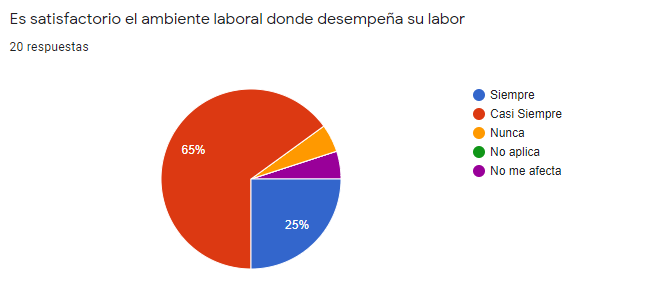 Es satisfactorio el ambiente laboral donde desempeña su labor
20 respuestas
Siempre
Casi Siempre
Nunca
No aplica
No me afecta
65%
25%